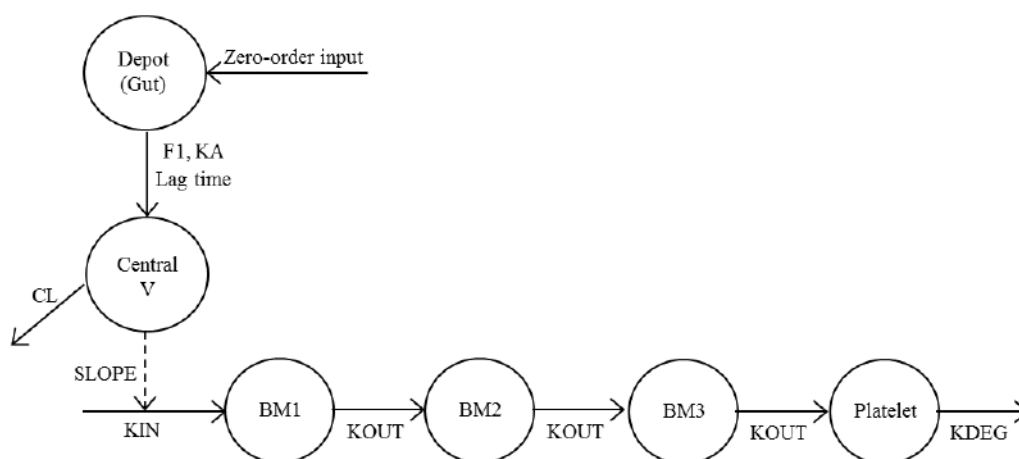 Depot
(Gut)
Zero-order input
F1, KA
Lag time
Central
V
CL
SLOPE
KIN
BM1
KOUT
BM2
KOUT
BM3
KOUT
Platelet
KDEG